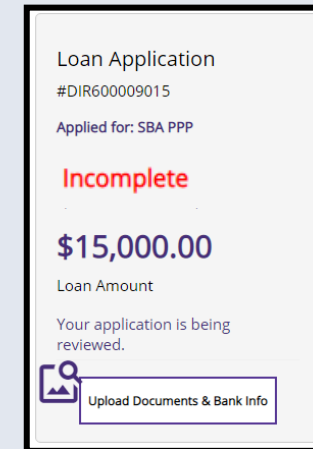 Loan Application
#DIR600009015
Applied for: SBA PPP
Incomplete
$15,000.00
Loan Amount
Your application is being
reviewed.
Upload Documents & Bank Info